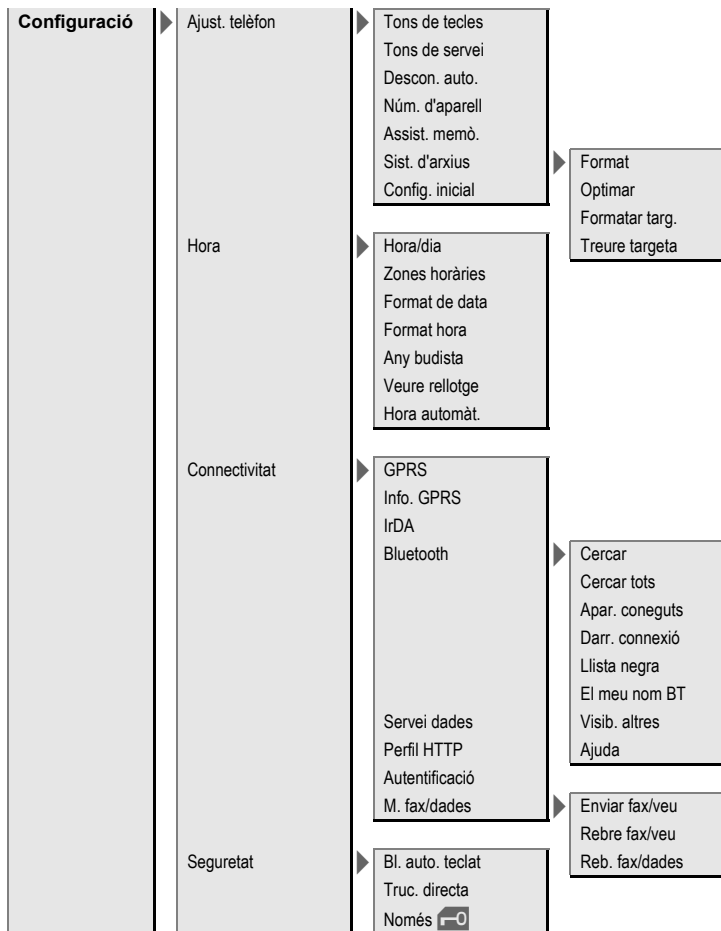 Configuració
Ajust. telèfon
Tons de tecles
Tons de servei
Descon. auto.
Núm. d'aparell
Assist. memò.
Sist. d'arxius
Format
Optimar
Formatar targ.
Treure targeta
Config. inicial
Hora
Hora/dia
Zones horàries
Format de data
Format hora
Any budista
Veure rellotge
Hora automàt.
Connectivitat
GPRS
Info. GPRS
IrDA
Bluetooth
Cercar
Cercar tots
Apar. coneguts
Darr. connexió
Llista negra
El meu nom BT
Visib. altres
Ajuda
Servei dades
Perfil HTTP
Autentificació
M. fax/dades
Enviar fax/veu
Rebre fax/veu
Reb. fax/dades
Seguretat
Bl. auto. teclat
Truc. directa
Només